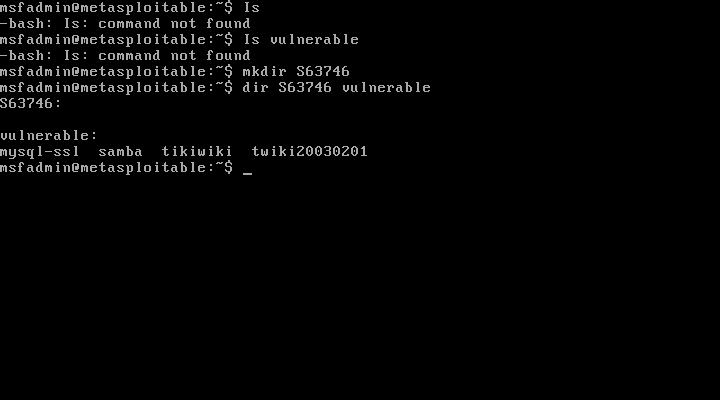 msfadmin@metasploitable:~$ Is
-bash: Is: command not found
msfadmin@metasploitable:~$ Is vulnerable
-bash: Is: command not found
msfadmin@metasploitable:~$ mkdir S63746
msfadmin@metasploitable:~$ dir S63746 vulnerable
S63746:

vulnerable:
mysql-ssl  samba  tikiwiki  twiki20030201
msfadmin@metasploitable:~$ _